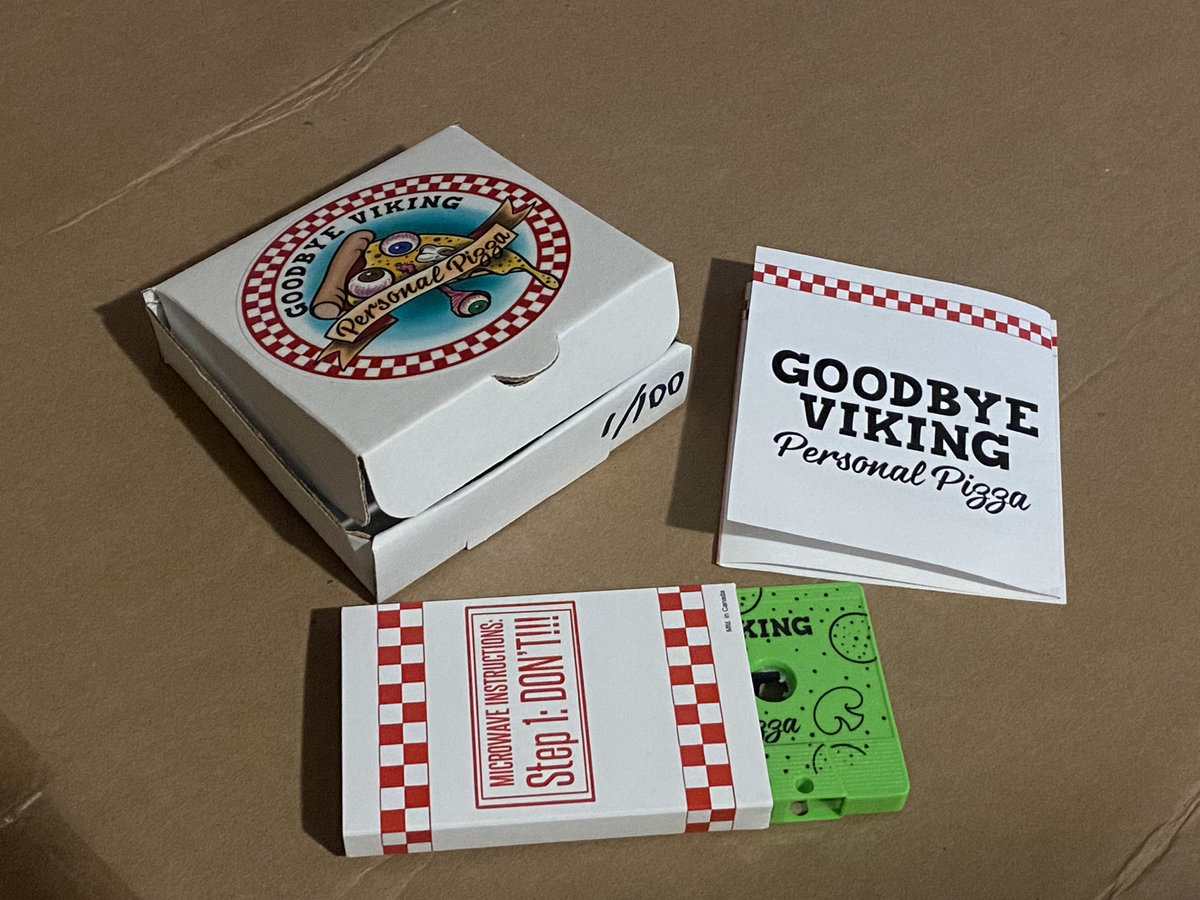 GOODBYE VIKING
Personal Pizza
1/100
GOODBYE
VIKING
Personal Pizza
MICROWAVE INSTRUCTIONS:
Step 1: DON'T!!!
Mfd. in Canada
KING
zza